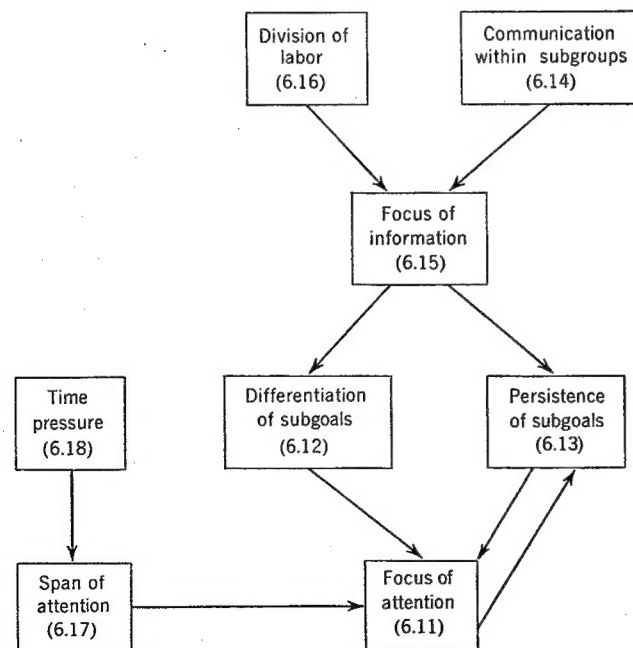 Division of
labor
(6.16)
Communication
within subgroups
(6.14)
Focus of
information
(6.15)
Time
pressure
(6.18)
Differentiation
of subgoals
(6.12)
Persistence
of subgoals
(6.13)
Span of
attention
(6.17)
Focus of
attention
(6.11)